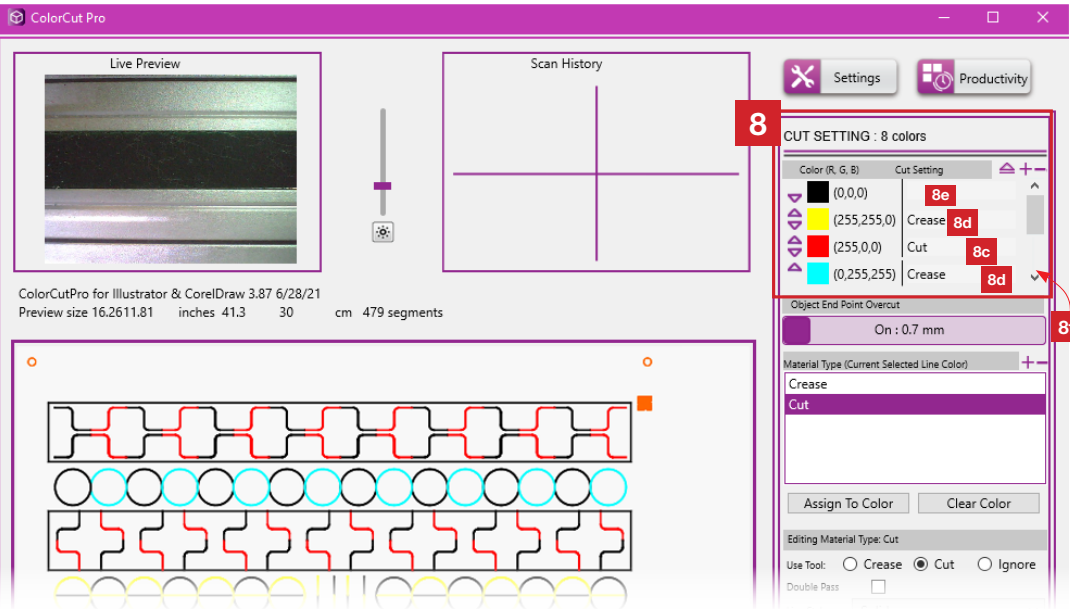 ColorCut Pro
Live Preview
Scan History
Settings
Productivity
8
CUT SETTING : 8 colors
Color (R, G, B) Cut Setting
(0,0,0) 8e
(255,255,0) Crease 8d
(255,0,0) Cut 8c
(0,255,255) Crease 8d
ColorCutPro for Illustrator & CorelDraw 3.87 6/28/21
Preview size 16.2611.81 inches 41.3 30 cm 479 segments
Object End Point Overcut
On : 0.7 mm
Material Type (Current Selected Line Color)
Crease
Cut
Assign To Color Clear Color
Editing Material Type: Cut
Use Tool: Crease Cut Ignore
Double Pass